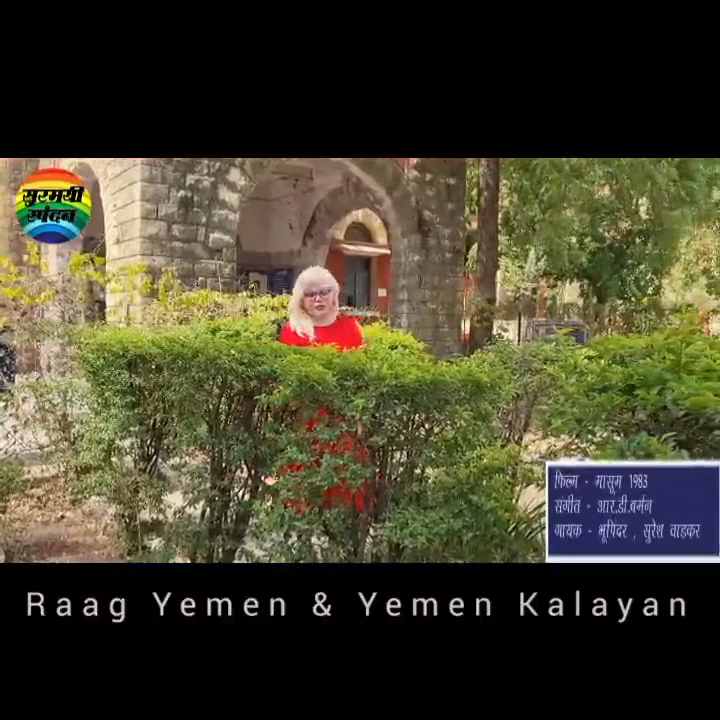 सुरमयी
स्पंदन
फिल्म - मासूम 1983
संगीत - आर.डी.बर्मन
गायक - भूपिंदर , सुरेश वाडकर
Raag Yemen & Yemen Kalayan